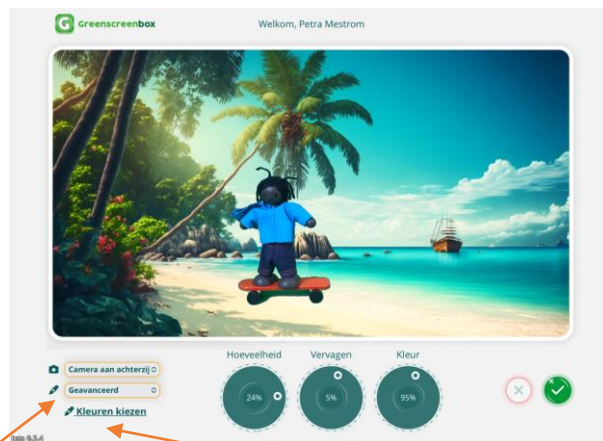 Greenscreenbox
Welkom, Petra Mestrom
Hoeveelheid
Vervagen
Kleur
24%
5%
95%
Camera aan achterzij
Geavanceerd
Kleuren kiezen